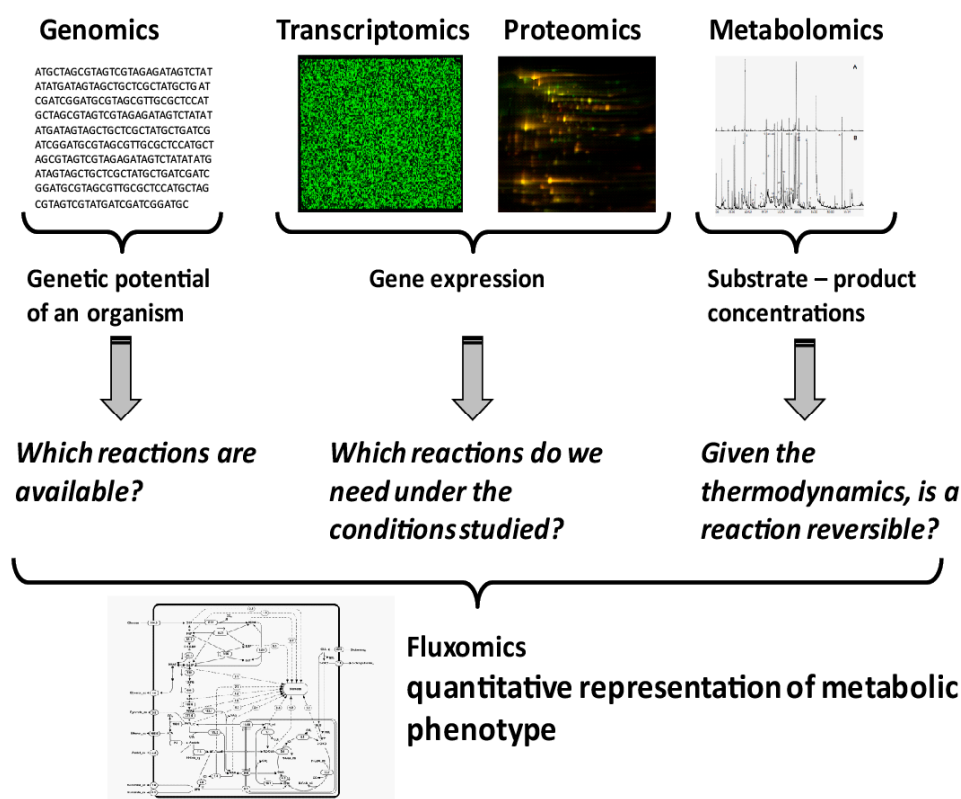 Genomics
Transcriptomics
Proteomics
Metabolomics
ATGCTAGCGTAGTCGTAGAGATAGTCTAT
ATATGATAGTAGCTGCTCGCTATGCTGAT
CGATCGGATGCGTAGCGTTGCGCTCCAT
GCTAGCGTAGTCGTAGAGATAGTCTATAT
ATGATAGTAGCTGCTCGCTATGCTGATCG
ATCGGATGCGTAGCGTTGCGCTCCATGCT
AGCGTAGTCGTAGAGATAGTCTATATATG
ATAGTAGCTGCTCGCTATGCTGATCGATC
GGATGCGTAGCGTTGCGCTCCATGCTAG
CGTAGTCGTATGATCGATCGGATGC
A
B
Genetic potential
of an organism
Gene expression
Substrate – product
concentrations
Which reactions are
available?
Which reactions do we
need under the
conditions studied?
Given the
thermodynamics, is a
reaction reversible?
Fluxomics
quantitative representation of metabolic
phenotype